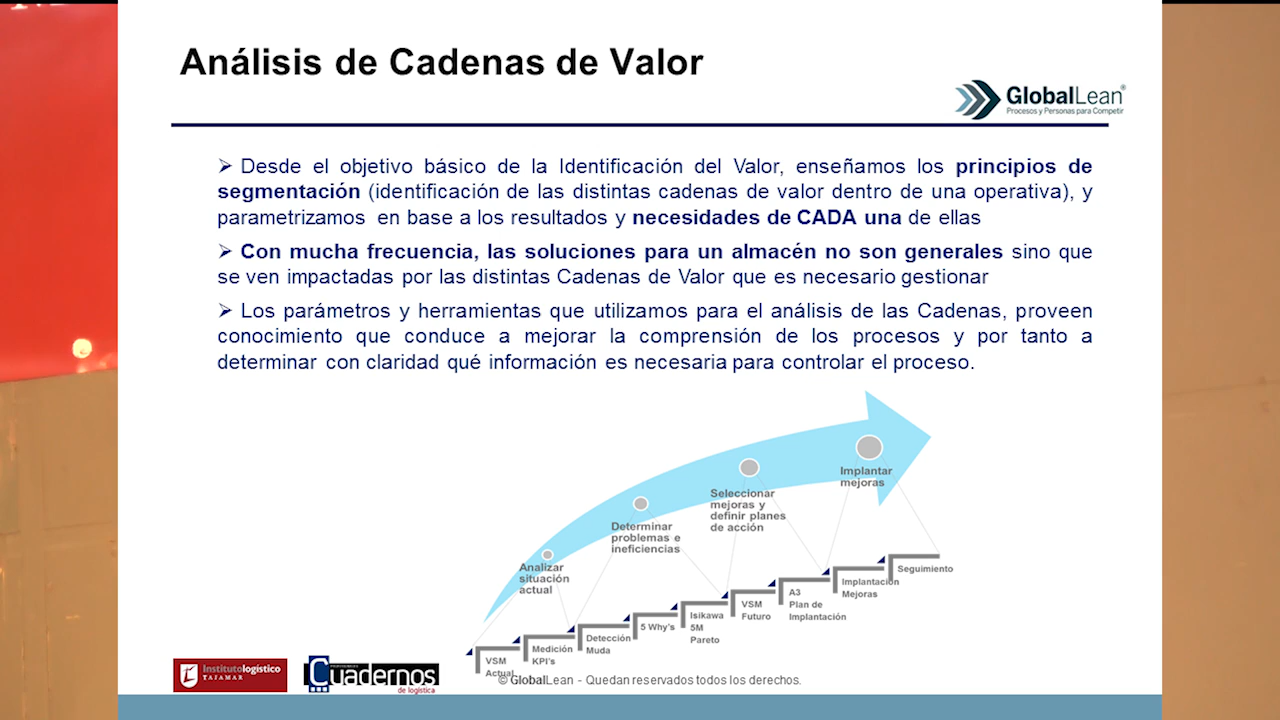 Análisis de Cadenas de Valor
GlobalLean®
Procesos y Personas para Competir
➢ Desde el objetivo básico de la Identificación del Valor, enseñamos los principios de
segmentación (identificación de las distintas cadenas de valor dentro de una operativa), y
parametrizamos en base a los resultados y necesidades de CADA una de ellas
➢ Con mucha frecuencia, las soluciones para un almacén no son generales sino que
se ven impactadas por las distintas Cadenas de Valor que es necesario gestionar
➢ Los parámetros y herramientas que utilizamos para el análisis de las Cadenas, proveen
conocimiento que conduce a mejorar la comprensión de los procesos y por tanto a
determinar con claridad qué información es necesaria para controlar el proceso.
Analizar
situación
actual
Determinar
problemas e
ineficiencias
Seleccionar
mejoras y
definir planes
de acción
Implantar
mejoras
VSM
Actual
Medición
KPI's
Detección
Muda
5 Why's
Isikawa
5M
Pareto
VSM
Futuro
A3
Plan de
Implantación
Implantación
Mejoras
Seguimiento
Institutologístico
TAJAMAR
Cuadernos
de logística
© GlobalLean - Quedan reservados todos los derechos.